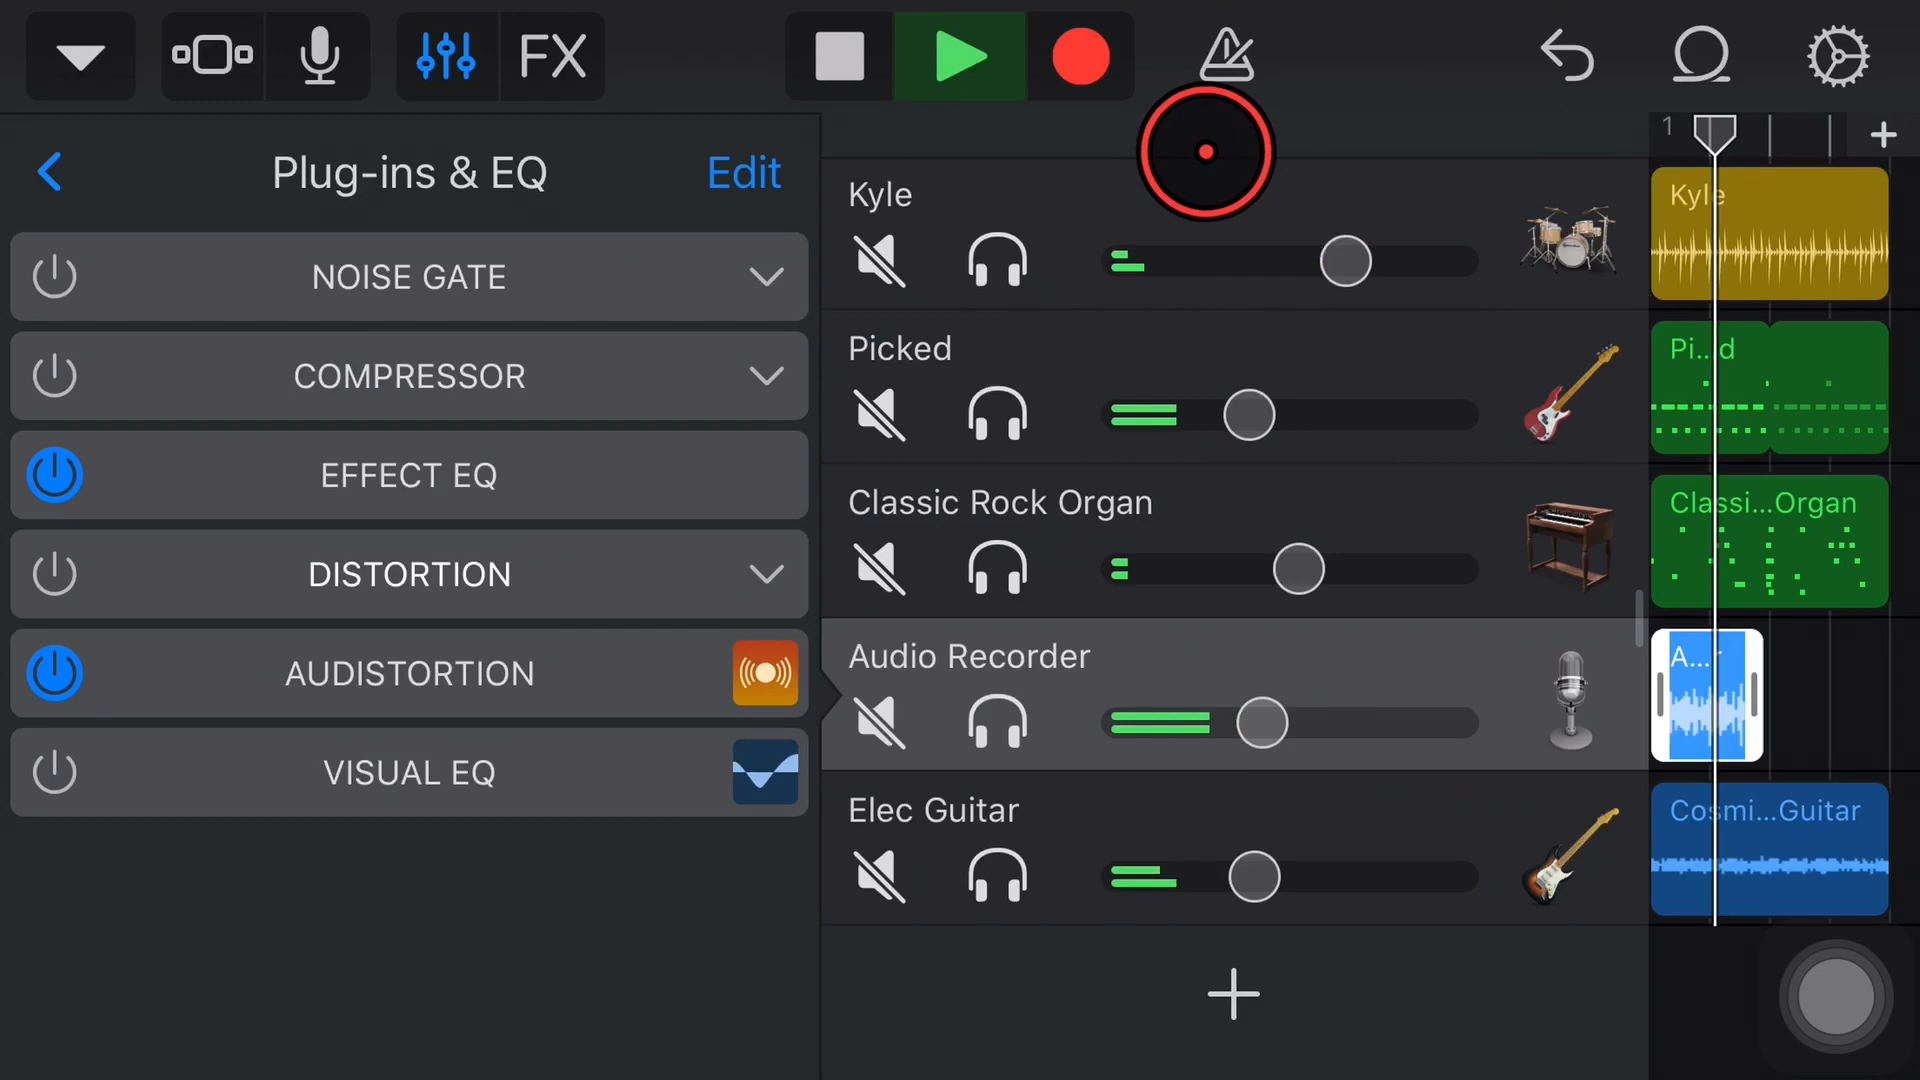 FX
Plug-ins & EQ
Edit
NOISE GATE
COMPRESSOR
EFFECT EQ
DISTORTION
AUDISTORTION
VISUAL EQ
Kyle
Picked
Classic Rock Organ
Audio Recorder
Elec Guitar
1
Kyle
Pi...d
Classi...Organ
A...r
Cosmi...Guitar